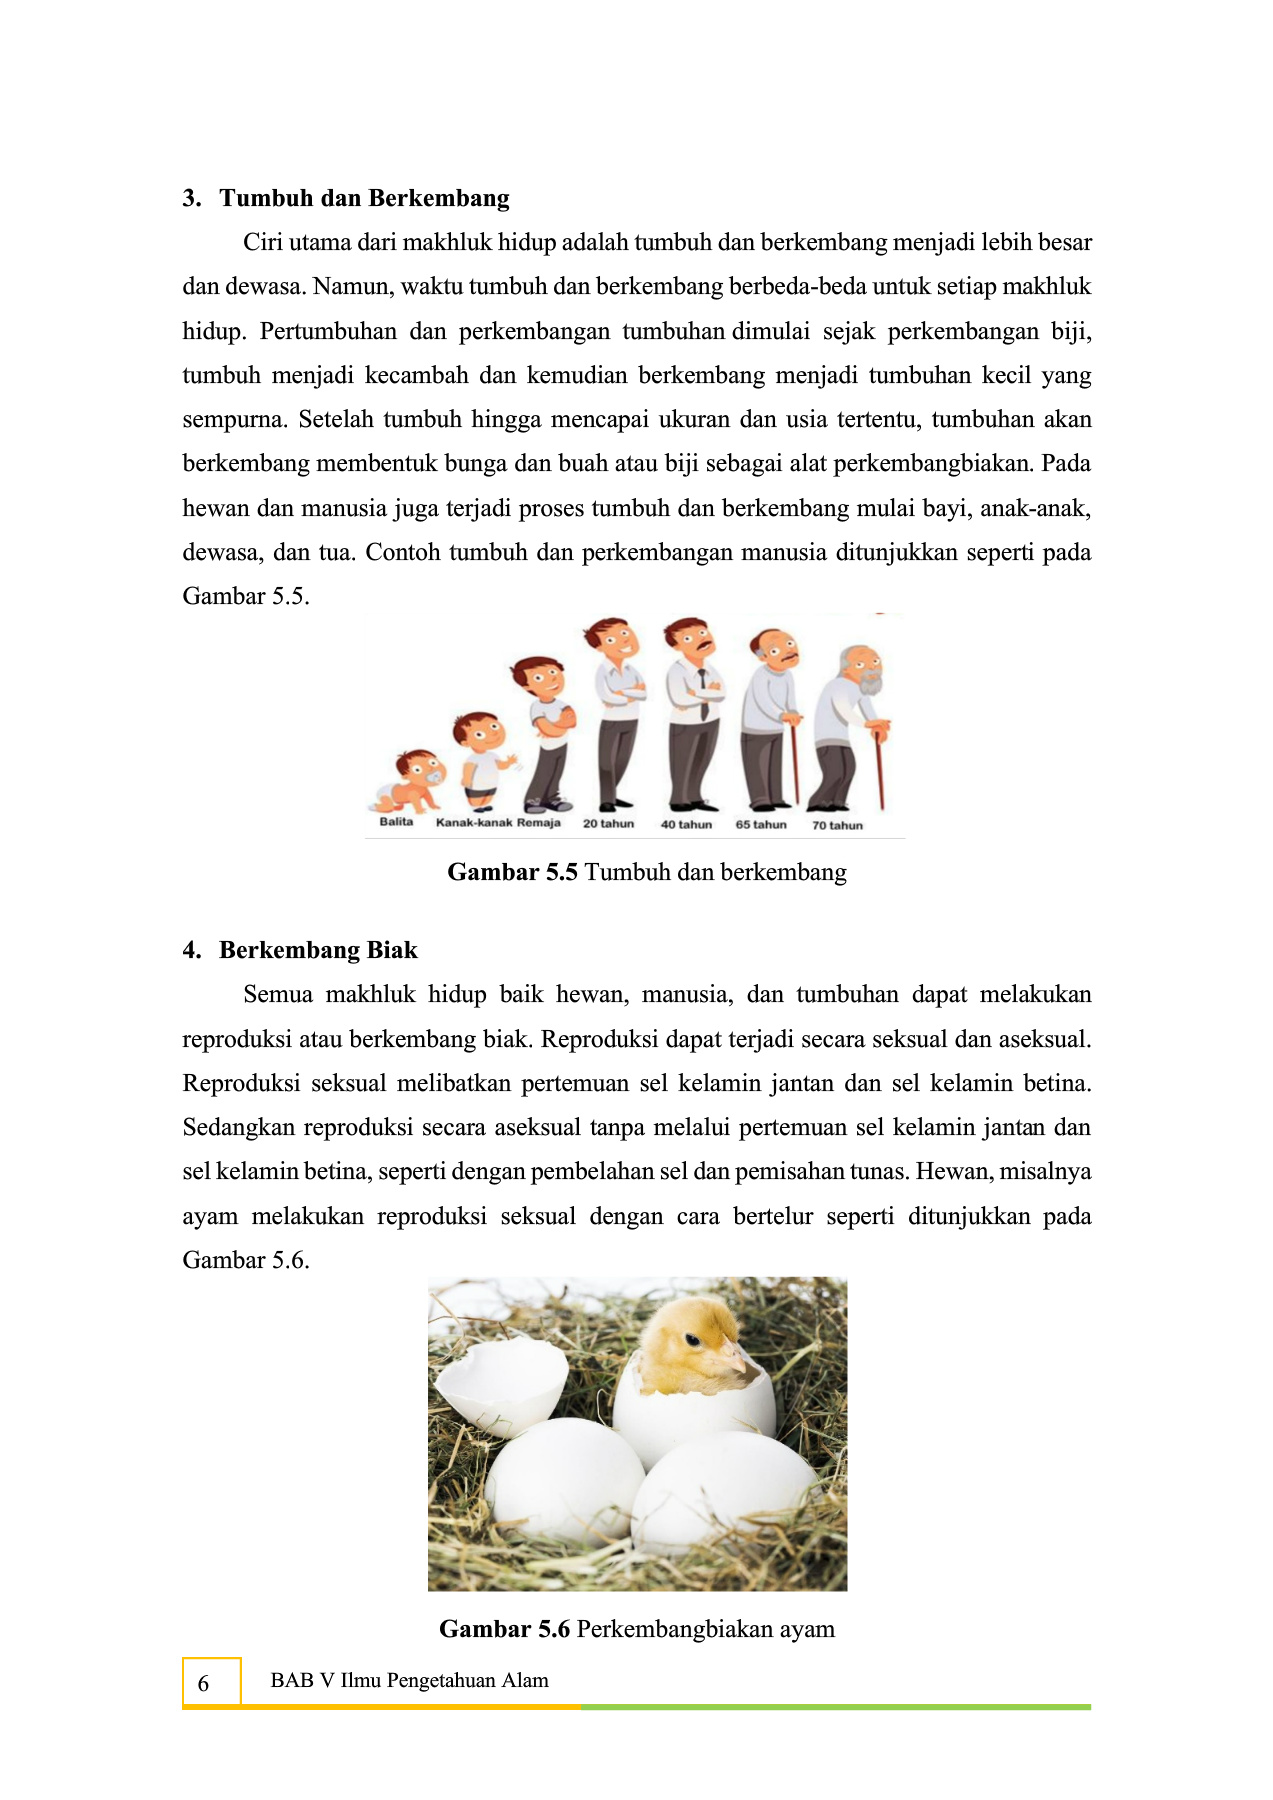 3. Tumbuh dan Berkembang
Ciri utama dari makhluk hidup adalah tumbuh dan berkembang menjadi lebih besar
dan dewasa. Namun, waktu tumbuh dan berkembang berbeda-beda untuk setiap makhluk
hidup. Pertumbuhan dan perkembangan tumbuhan dimulai sejak perkembangan biji,
tumbuh menjadi kecambah dan kemudian berkembang menjadi tumbuhan kecil yang
sempurna. Setelah tumbuh hingga mencapai ukuran dan usia tertentu, tumbuhan akan
berkembang membentuk bunga dan buah atau biji sebagai alat perkembangbiakan. Pada
hewan dan manusia juga terjadi proses tumbuh dan berkembang mulai bayi, anak-anak,
dewasa, dan tua. Contoh tumbuh dan perkembangan manusia ditunjukkan seperti pada
Gambar 5.5.
Balita Kanak-kanak Remaja 20 tahun 40 tahun 65 tahun 70 tahun
Gambar 5.5 Tumbuh dan berkembang
4. Berkembang Biak
Semua makhluk hidup baik hewan, manusia, dan tumbuhan dapat melakukan
reproduksi atau berkembang biak. Reproduksi dapat terjadi secara seksual dan aseksual.
Reproduksi seksual melibatkan pertemuan sel kelamin jantan dan sel kelamin betina.
Sedangkan reproduksi secara aseksual tanpa melalui pertemuan sel kelamin jantan dan
sel kelamin betina, seperti dengan pembelahan sel dan pemisahan tunas. Hewan, misalnya
ayam melakukan reproduksi seksual dengan cara bertelur seperti ditunjukkan pada
Gambar 5.6.
Gambar 5.6 Perkembangbiakan ayam
6 BAB V Ilmu Pengetahuan Alam